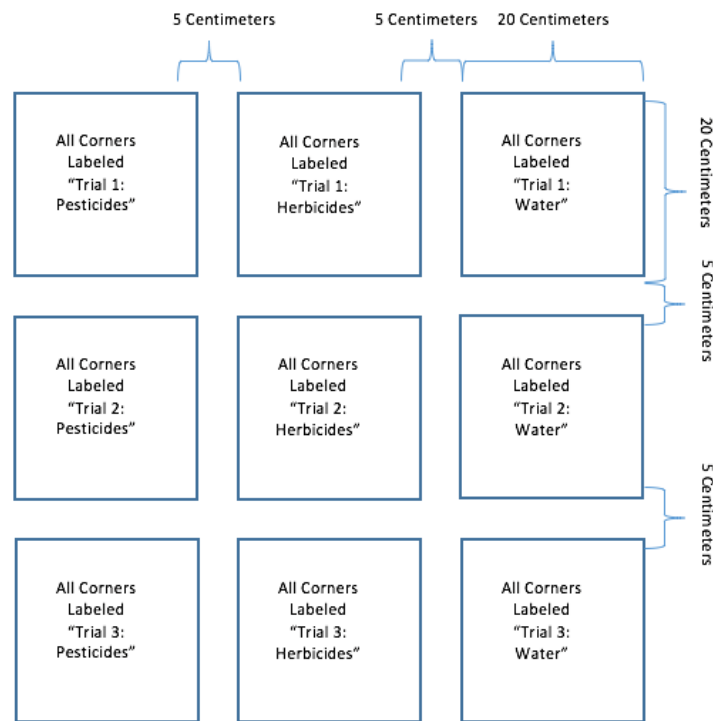 5 Centimeters
5 Centimeters
20 Centimeters
All Corners
Labeled
“Trial 1:
Pesticides”
All Corners
Labeled
“Trial 1:
Herbicides”
All Corners
Labeled
“Trial 1:
Water”
20 Centimeters
5 Centimeters
All Corners
Labeled
“Trial 2:
Pesticides”
All Corners
Labeled
“Trial 2:
Herbicides”
All Corners
Labeled
“Trial 2:
Water”
5 Centimeters
All Corners
Labeled
“Trial 3:
Pesticides”
All Corners
Labeled
“Trial 3:
Herbicides”
All Corners
Labeled
“Trial 3:
Water”